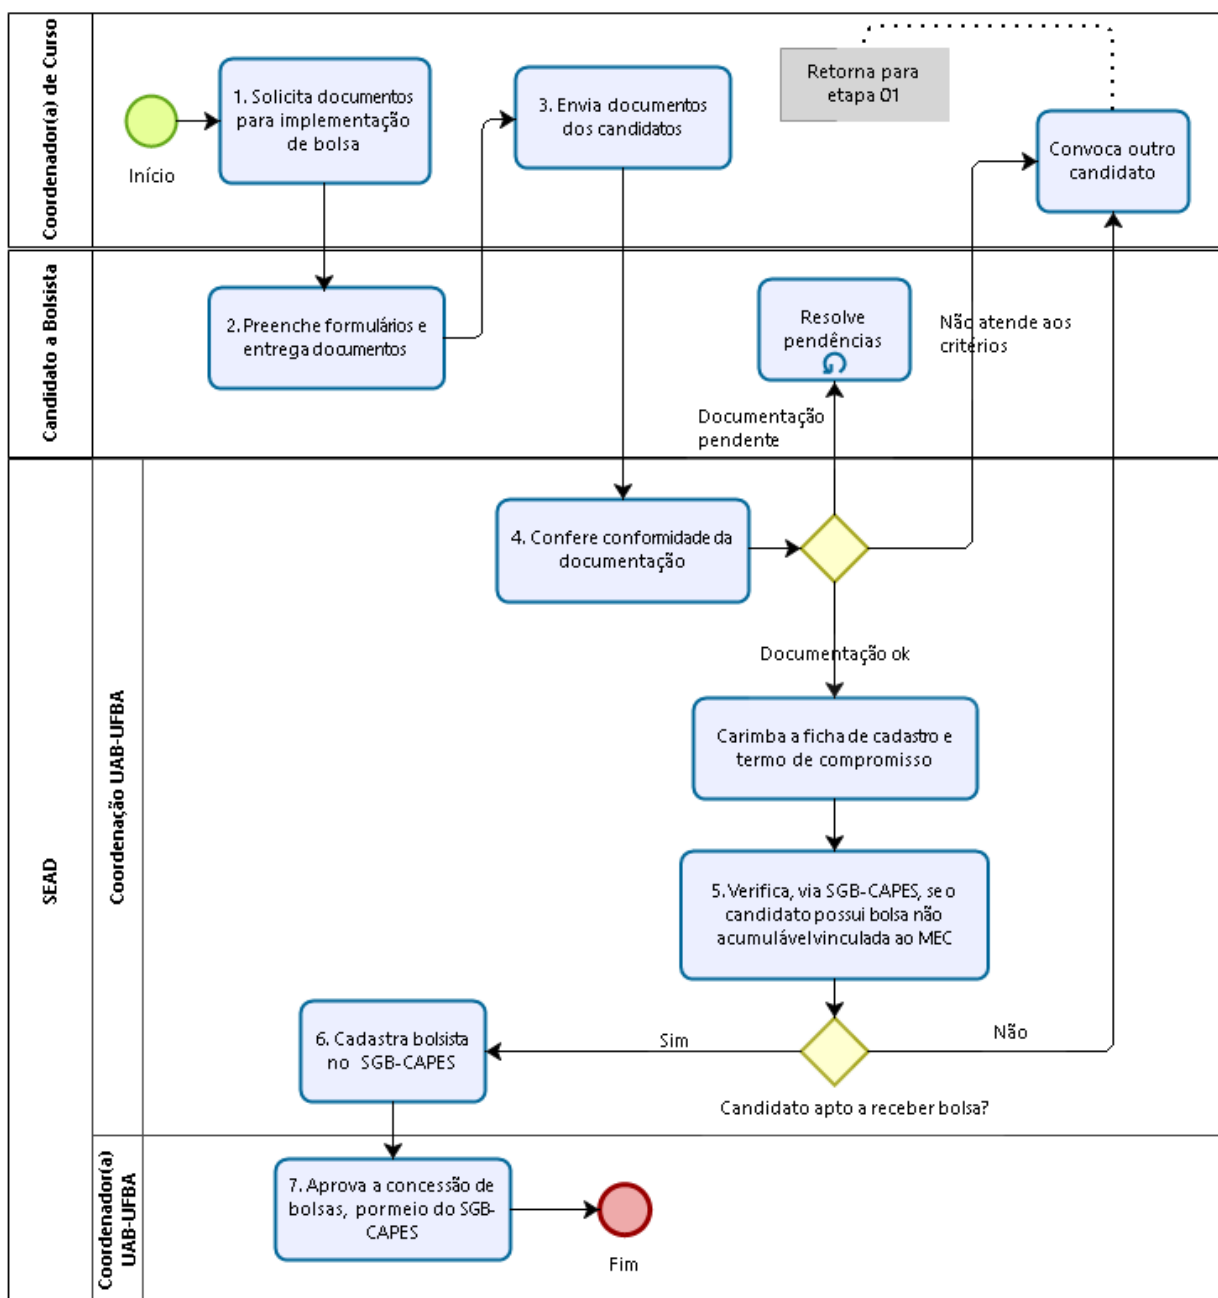 Coordenador(a) de Curso
Início
1. Solicita documentos
para implementação
de bolsa
3. Envia documentos
dos candidatos
Retorna para
etapa 01
Convoca outro
candidato
Candidato a Bolsista
2. Preenche formulários e
entrega documentos
Resolve
pendências
Não atende aos
critérios
Documentação
pendente
SEAD
Coordenação UAB-UFBA
4. Confere conformidade da
documentação
Documentação ok
Carimba a ficha de cadastro e
termo de compromisso
5. Verifica, via SGB-CAPES, se o
candidato possui bolsa não
acumável vinculada ao MEC
6. Cadastra bolsista
no SGB-CAPES
Sim
Não
Candidato apto a receber bolsa?
Coordenador(a)
UAB-UFBA
7. Aprova a concessão de
bolsas, por meio do SGB-
CAPES
Fim